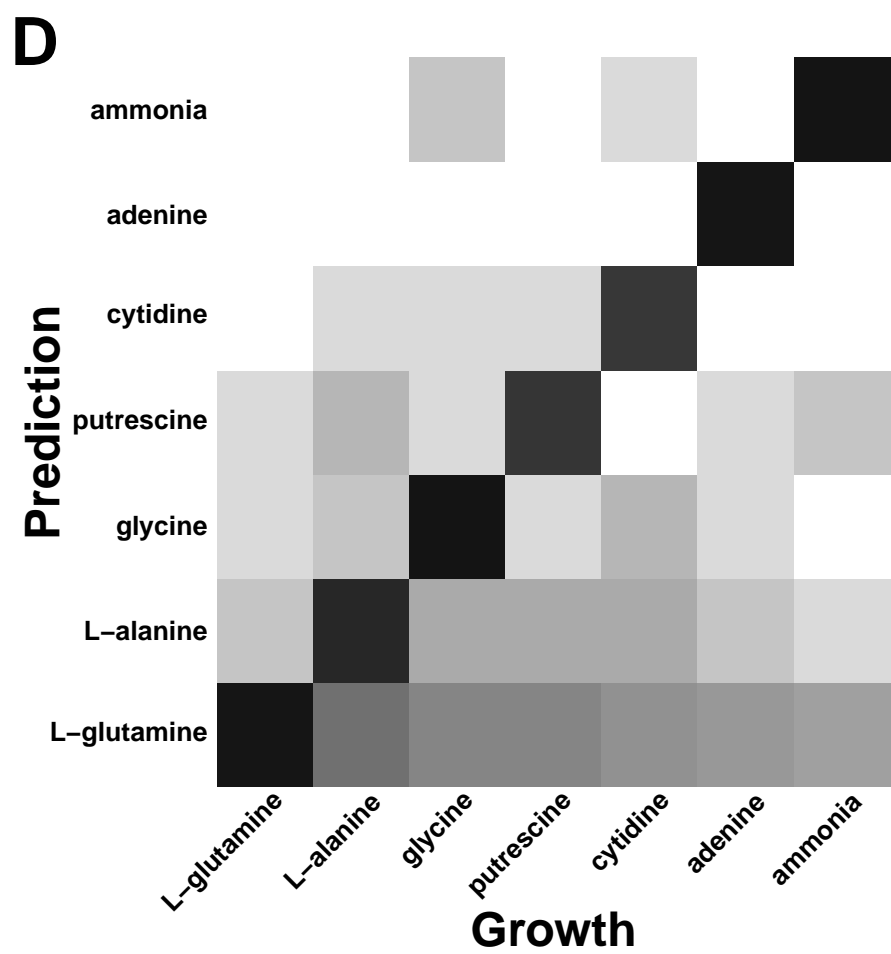 D
Prediction
ammonia
adenine
cytidine
putrescine
glycine
L−alanine
L−glutamine
L−glutamine
L−alanine
glycine
putrescine
cytidine
adenine
ammonia
Growth